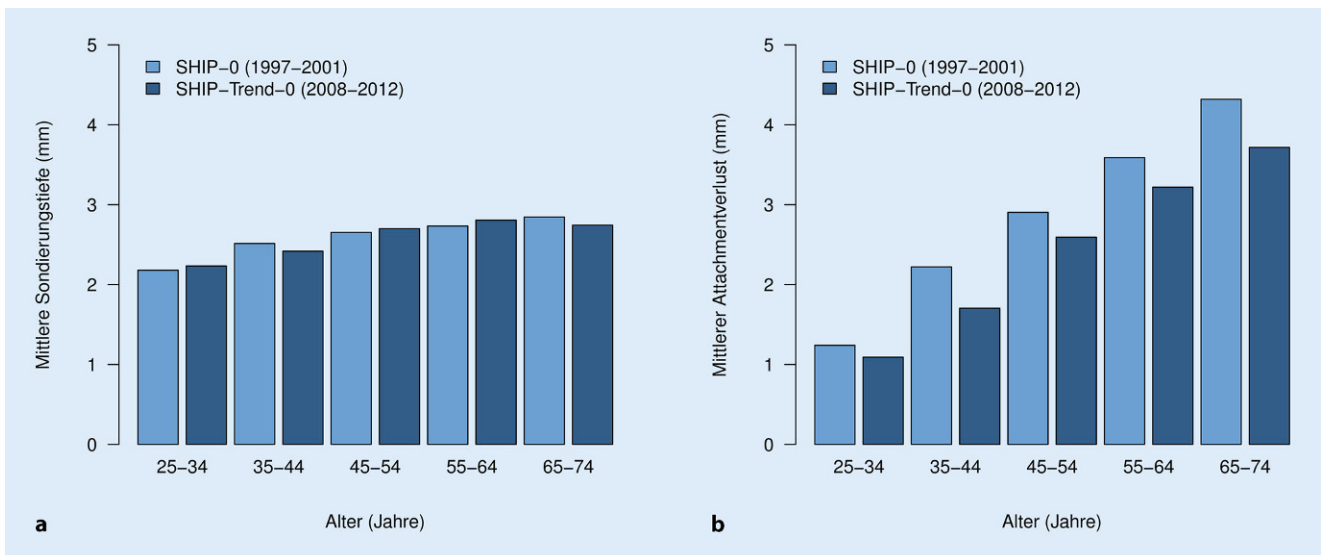 5
4
3
2
1
0
Mittlere Sondierungstiefe (mm)
SHIP−0 (1997−2001)
SHIP−Trend−0 (2008−2012)
25−34 35−44 45−54 55−64 65−74
Alter (Jahre)
a
5
4
3
2
1
0
Mittlerer Attachmentverlust (mm)
SHIP−0 (1997−2001)
SHIP−Trend−0 (2008−2012)
25−34 35−44 45−54 55−64 65−74
Alter (Jahre)
b